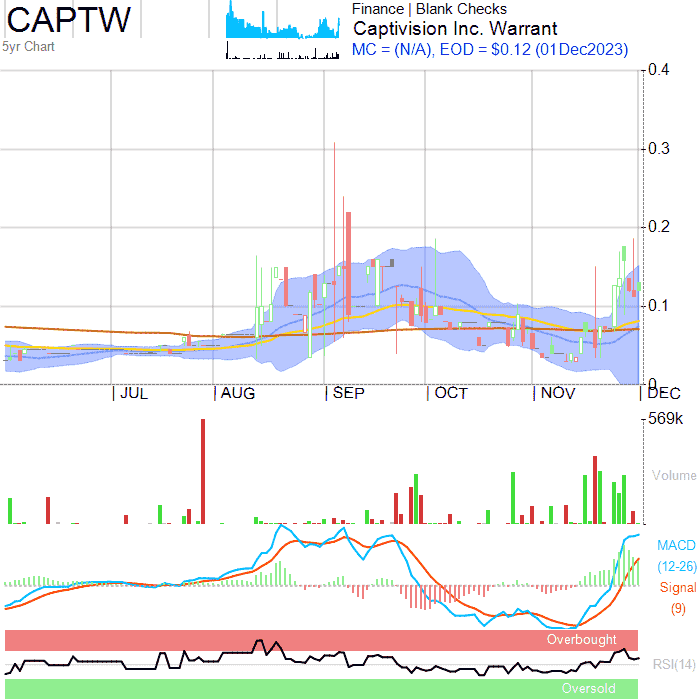 CAPTW
5yr Chart
Finance | Blank Checks
Captivision Inc. Warrant
MC = (N/A), EOD = $0.12 (01Dec2023)
0.4
0.3
0.2
0.1
0
JUL AUG SEP OCT NOV DEC
569k
Volume
MACD
(12-26)
Signal
(9)
Overbought
RSI(14)
Oversold